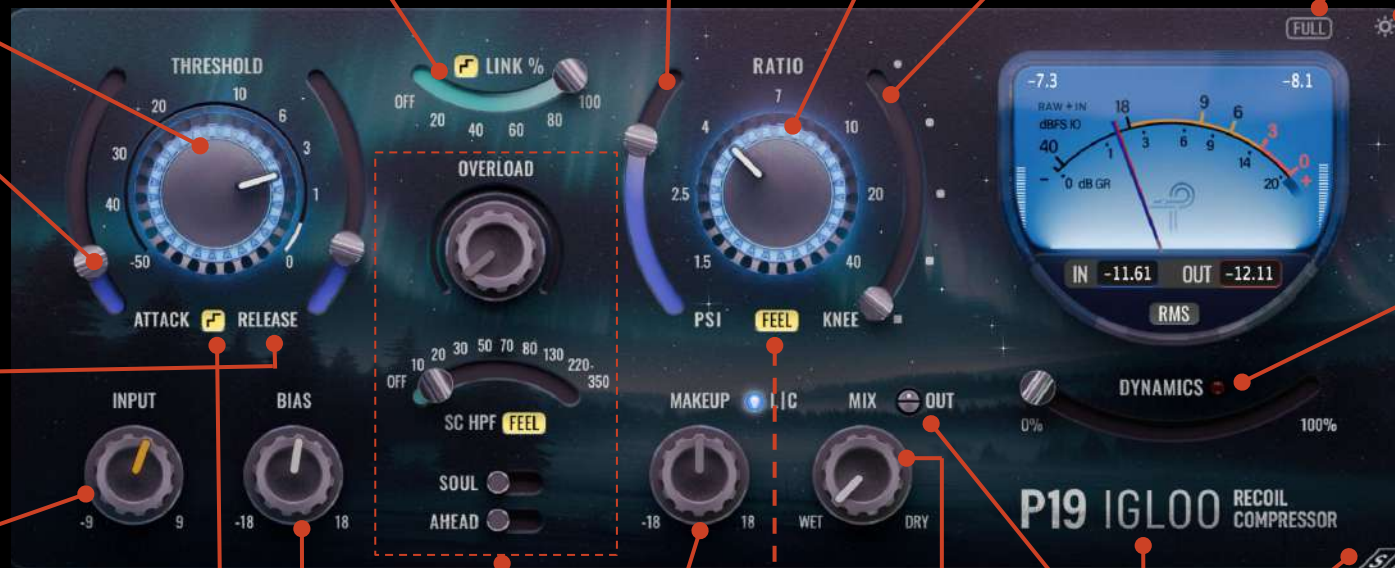 FULL
THRESHOLD
LINK %
RATIO
OFF 20 40 60 80 100
-50 40 30 20 10 6 3 1 0
1.5 2.5 4 7 10 20 40
-7.3 -8.1
RAW + IN
dBFS IO
40 18 9 6 3 0 +
- 0 1 3 6 9 14 20
dB GR
OVERLOAD
IN -11.61 OUT -12.11
RMS
ATTACK RELEASE
PSI FEEL KNEE
OFF 10 20 30 50 70 80 130 220 350
SC HPF FEEL
DYNAMICS
0% 100%
INPUT BIAS
MAKEUP MIX OUT
-9 9
-18 18
SOUL
AHEAD
-18 18
WET DRY
P19 IGLOO RECOIL
COMPRESSOR